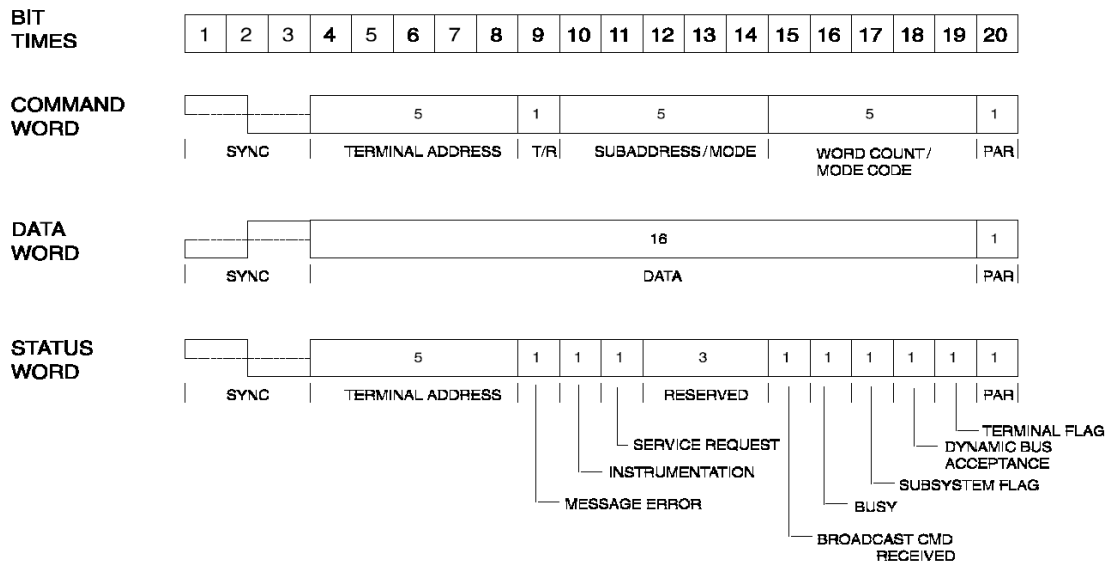 BIT
TIMES
1 2 3 4 5 6 7 8 9 10 11 12 13 14 15 16 17 18 19 20
COMMAND
WORD
5 1 5 5 1
SYNC TERMINAL ADDRESS T/R SUBADDRESS/MODE WORD COUNT/ PAR
MODE CODE
DATA
WORD
16 1
SYNC DATA PAR
STATUS
WORD
5 1 1 1 3 1 1 1 1 1 1
SYNC TERMINAL ADDRESS RESERVED PAR
TERMINAL FLAG
SERVICE REQUEST
DYNAMIC BUS
ACCEPTANCE
INSTRUMENTATION
SUBSYSTEM FLAG
MESSAGE ERROR
BUSY
BROADCAST CMD
RECEIVED